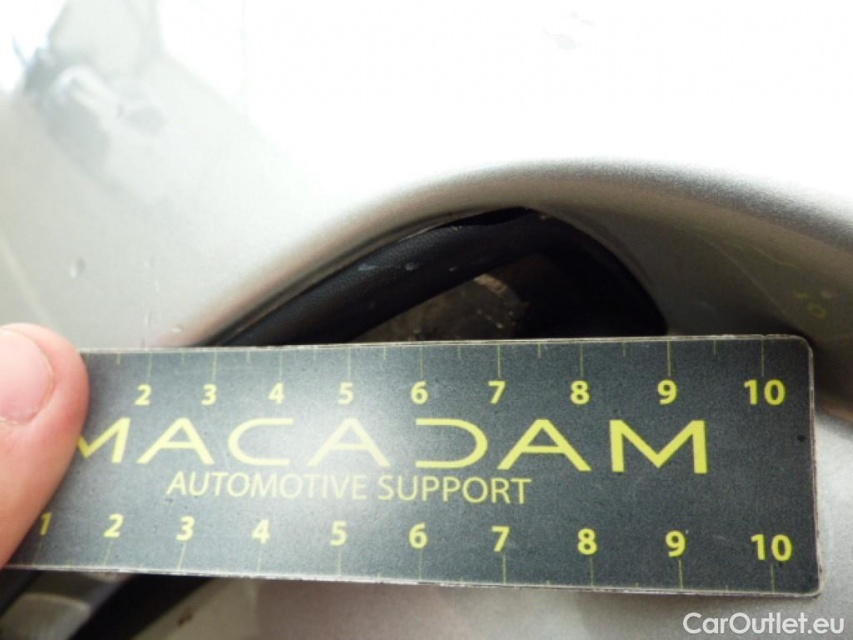 2 3 4 5 6 7 8 9 10
MACADAM
AUTOMOTIVE SUPPORT
1 2 3 4 5 6 7 8 9 10
CarOutlet.eu